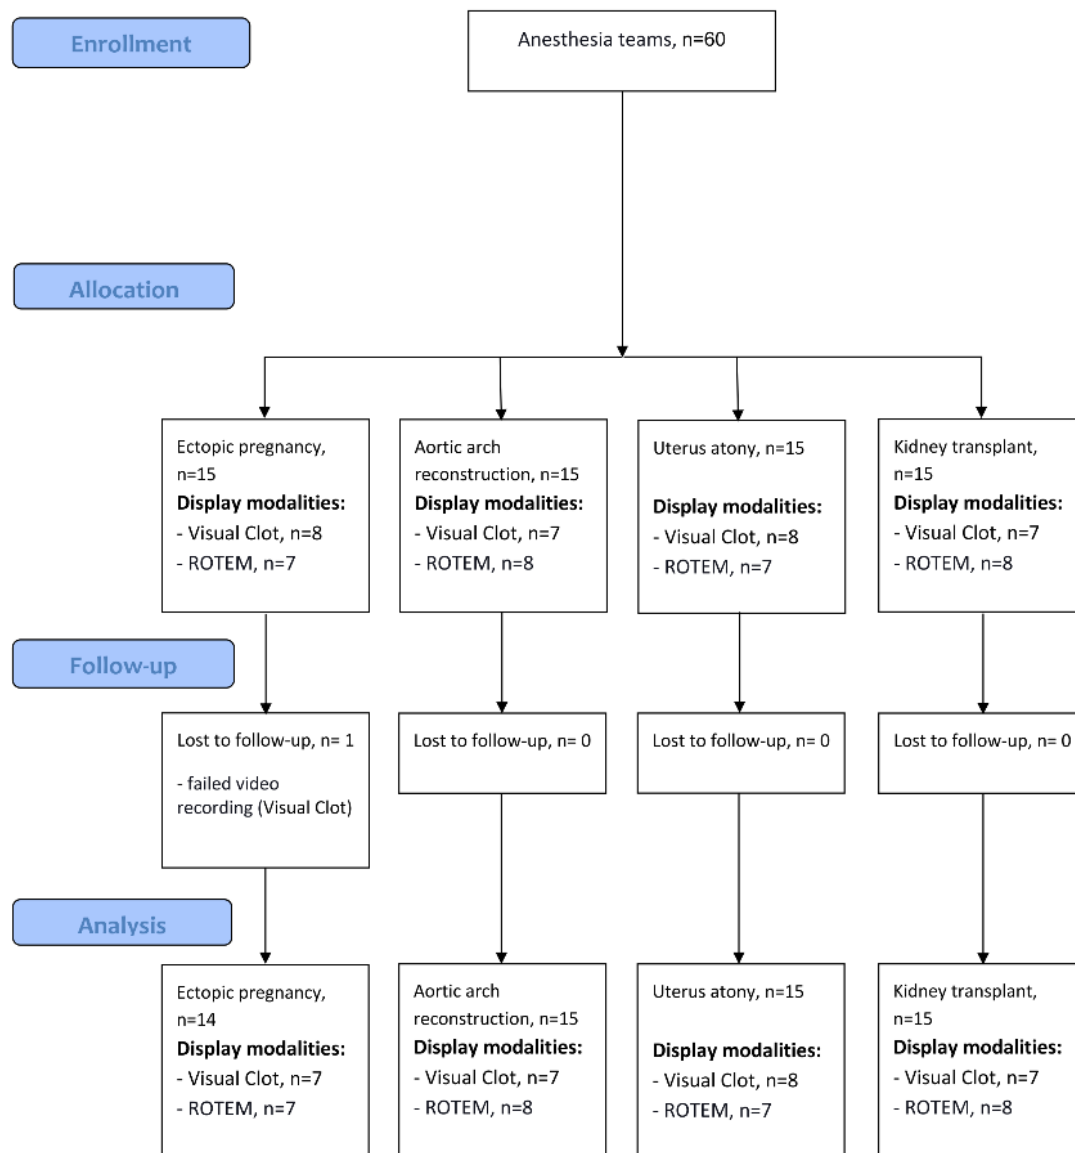 Enrollment
Anesthesia teams, n=60
Allocation
Ectopic pregnancy,
n=15
Display modalities:
- Visual Clot, n=8
- ROTEM, n=7
Aortic arch
reconstruction, n=15
Display modalities:
- Visual Clot, n=7
- ROTEM, n=8
Uterus atony, n=15
Display modalities:
- Visual Clot, n=8
- ROTEM, n=7
Kidney transplant,
n=15
Display modalities:
- Visual Clot, n=7
- ROTEM, n=8
Follow-up
Lost to follow-up, n= 1
- failed video
recording (Visual Clot)
Lost to follow-up, n= 0
Lost to follow-up, n= 0
Lost to follow-up, n= 0
Analysis
Ectopic pregnancy,
n=14
Display modalities:
- Visual Clot, n=7
- ROTEM, n=7
Aortic arch
reconstruction, n=15
Display modalities:
- Visual Clot, n=7
- ROTEM, n=8
Uterus atony, n=15
Display modalities:
- Visual Clot, n=8
- ROTEM, n=7
Kidney transplant,
n=15
Display modalities:
- Visual Clot, n=7
- ROTEM, n=8